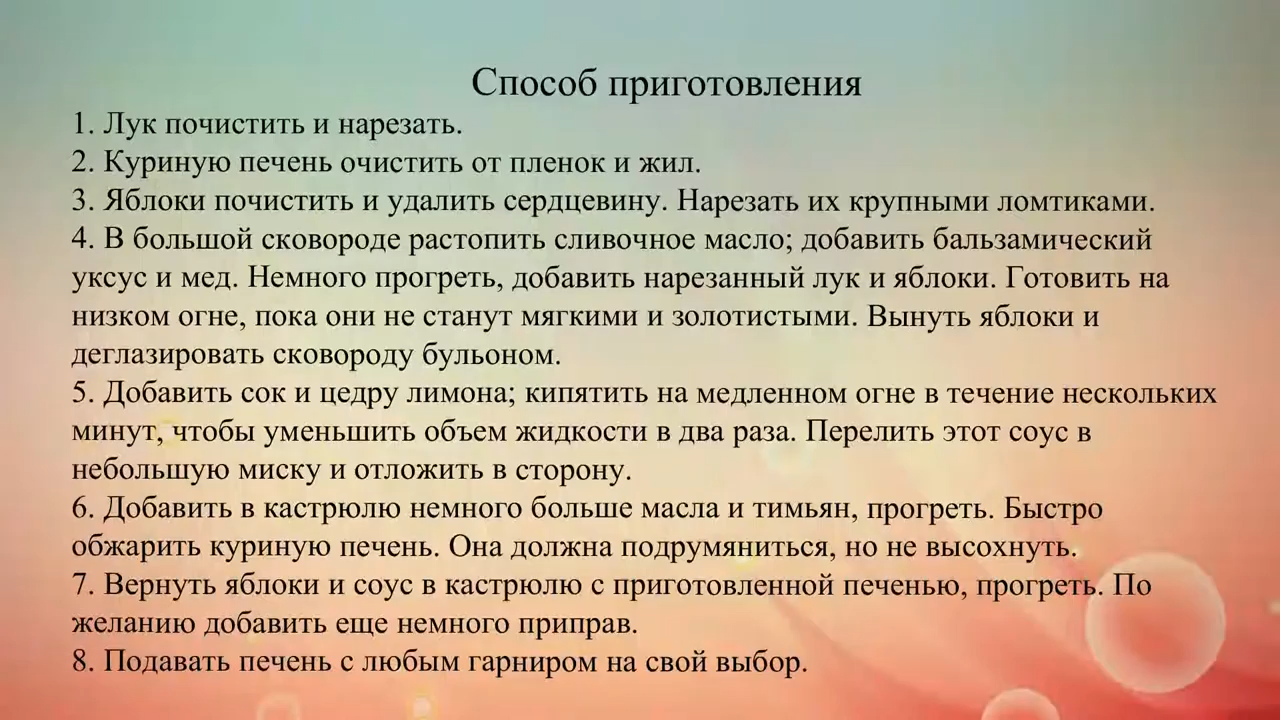 Способ приготовления
1. Лук почистить и нарезать.
2. Куриную печень очистить от пленок и жил.
3. Яблоки почистить и удалить сердцевину. Нарезать их крупными ломтиками.
4. В большой сковороде растопить сливочное масло; добавить бальзамический
уксус и мед. Немного прогреть, добавить нарезанный лук и яблоки. Готовить на
низком огне, пока они не станут мягкими и золотистыми. Вынуть яблоки и
деглазировать сковороду бульоном.
5. Добавить сок и цедру лимона; кипятить на медленном огне в течение нескольких
минут, чтобы уменьшить объем жидкости в два раза. Перелить этот соус в
небольшую миску и отложить в сторону.
6. Добавить в кастрюлю немного больше масла и тимьян, прогреть. Быстро
обжарить куриную печень. Она должна подрумяниться, но не высохнуть.
7. Вернуть яблоки и соус в кастрюлю с приготовленной печенью, прогреть. По
желанию добавить еще немного приправ.
8. Подавать печень с любым гарниром на свой выбор.